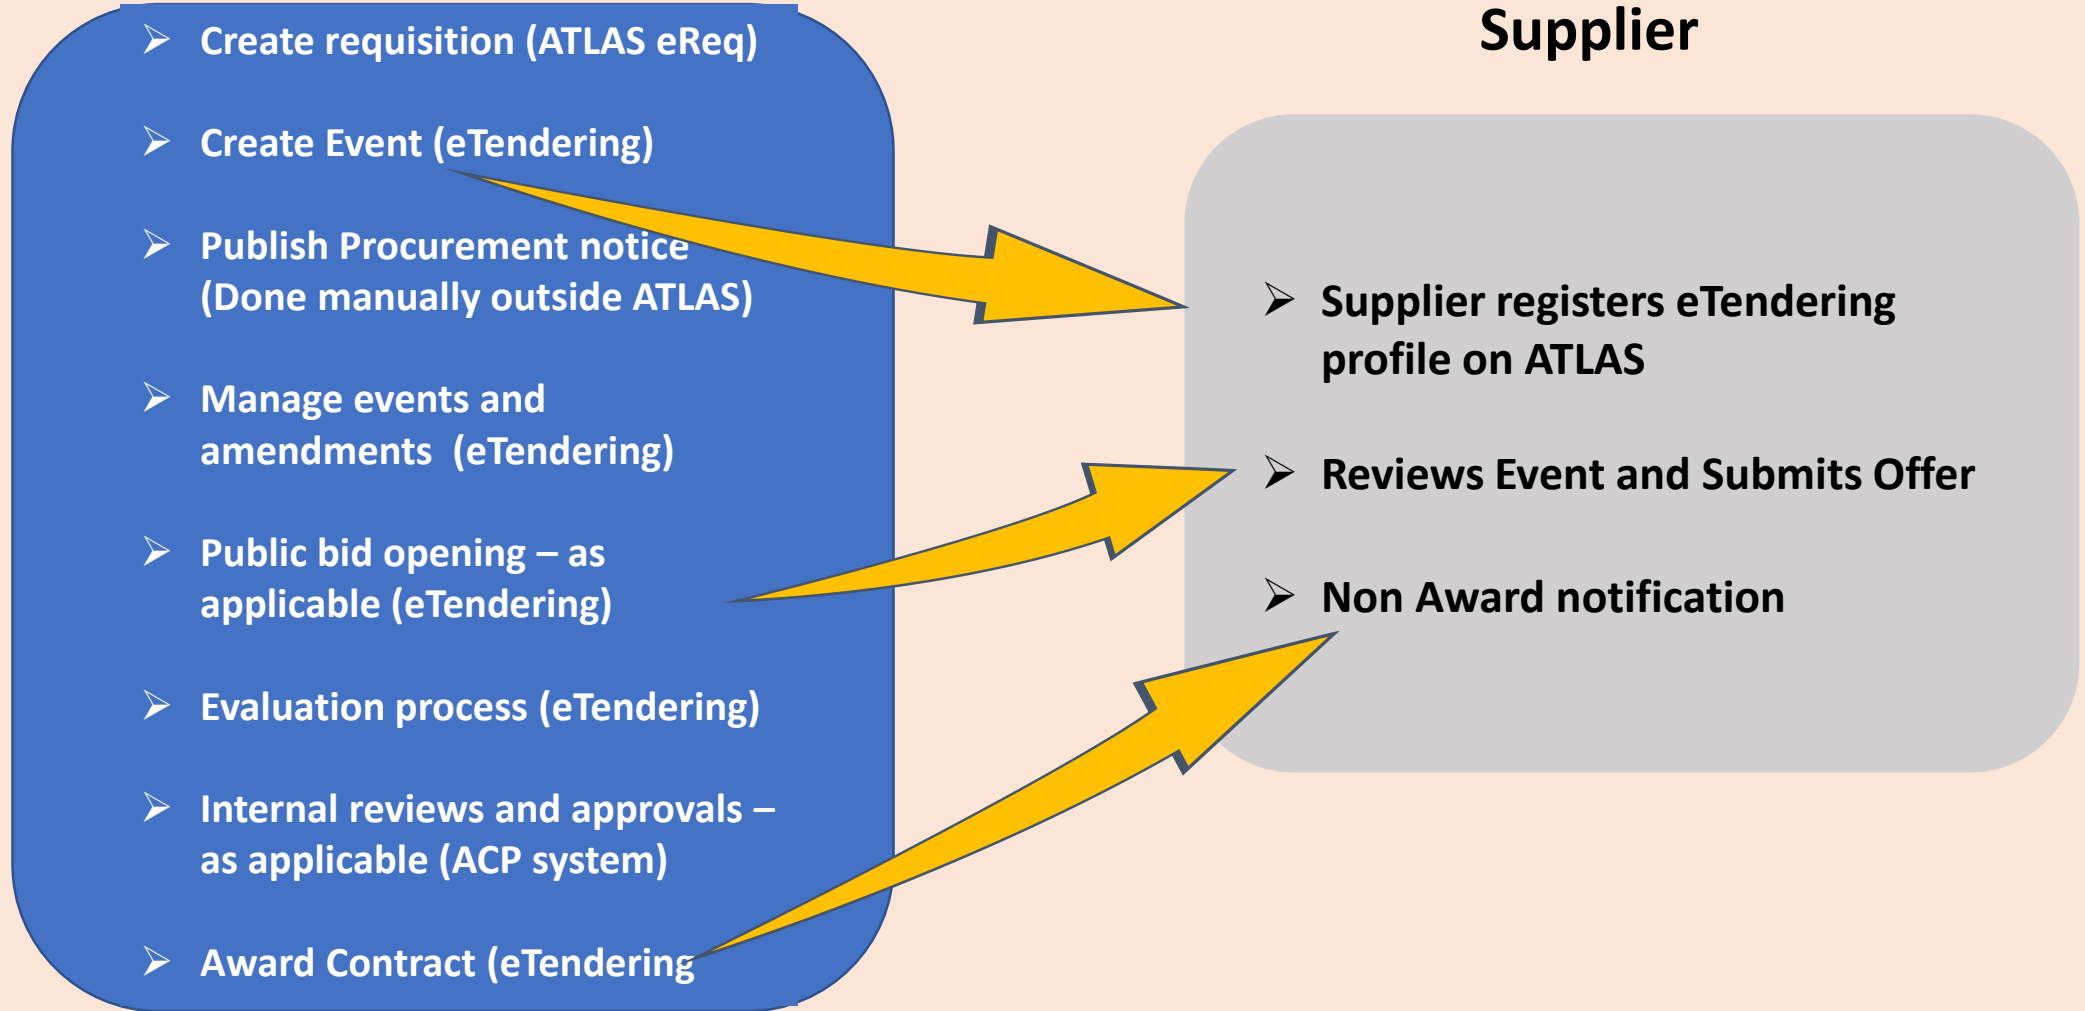 Create requisition (ATLAS eReq)
Create Event (eTendering)
Publish Procurement notice
(Done manually outside ATLAS)
Manage events and
amendments  (eTendering)
Public bid opening – as
applicable (eTendering)
Evaluation process (eTendering)
Internal reviews and approvals –
as applicable (ACP system)
Award Contract (eTendering
Supplier
Supplier registers eTendering
profile on ATLAS
Reviews Event and Submits Offer
Non Award notification